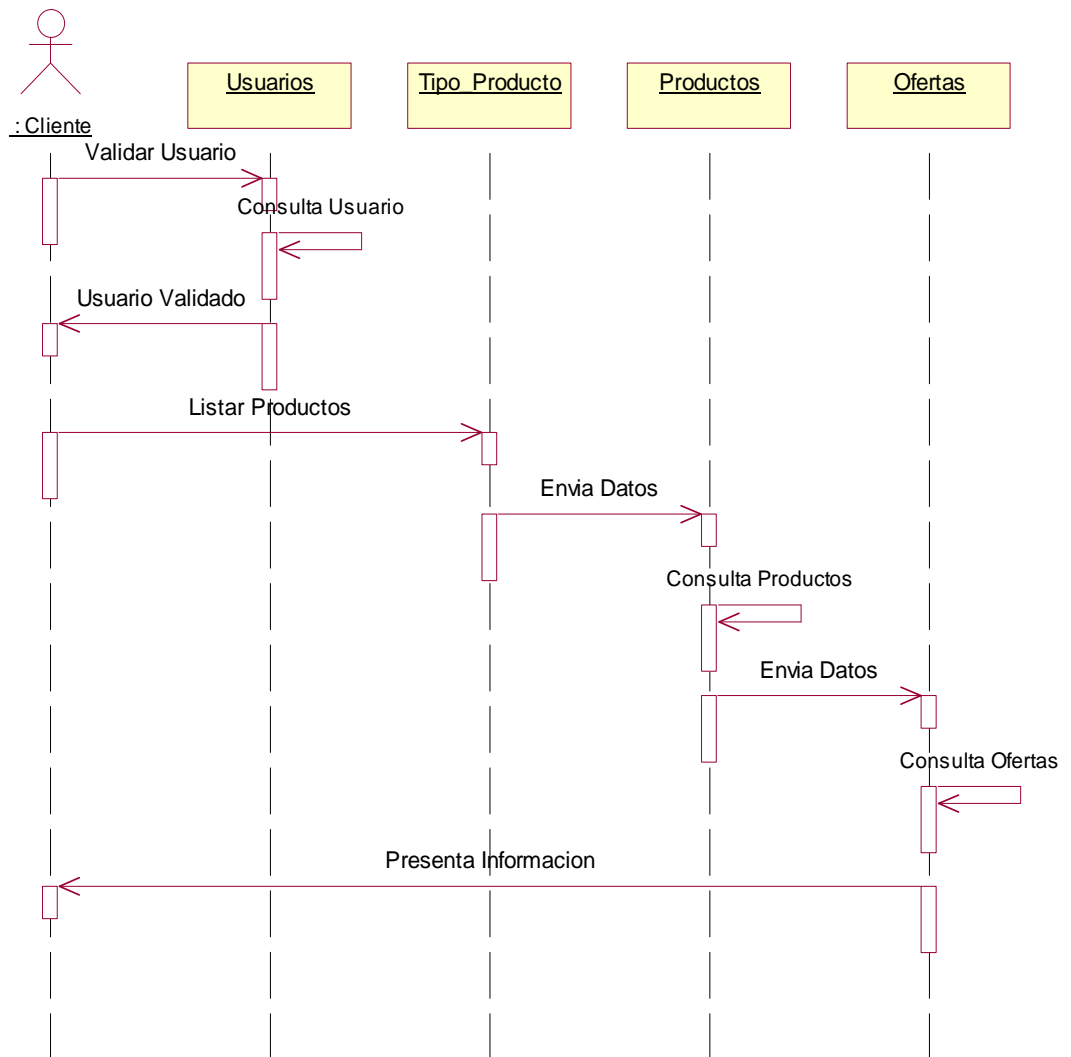 Usuarios
Tipo_Producto
Productos
Ofertas
: Cliente
Validar Usuario
Consulta Usuario
Usuario Validado
Listar Productos
Envia Datos
Consulta Productos
Envia Datos
Consulta Ofertas
Presenta Informacion